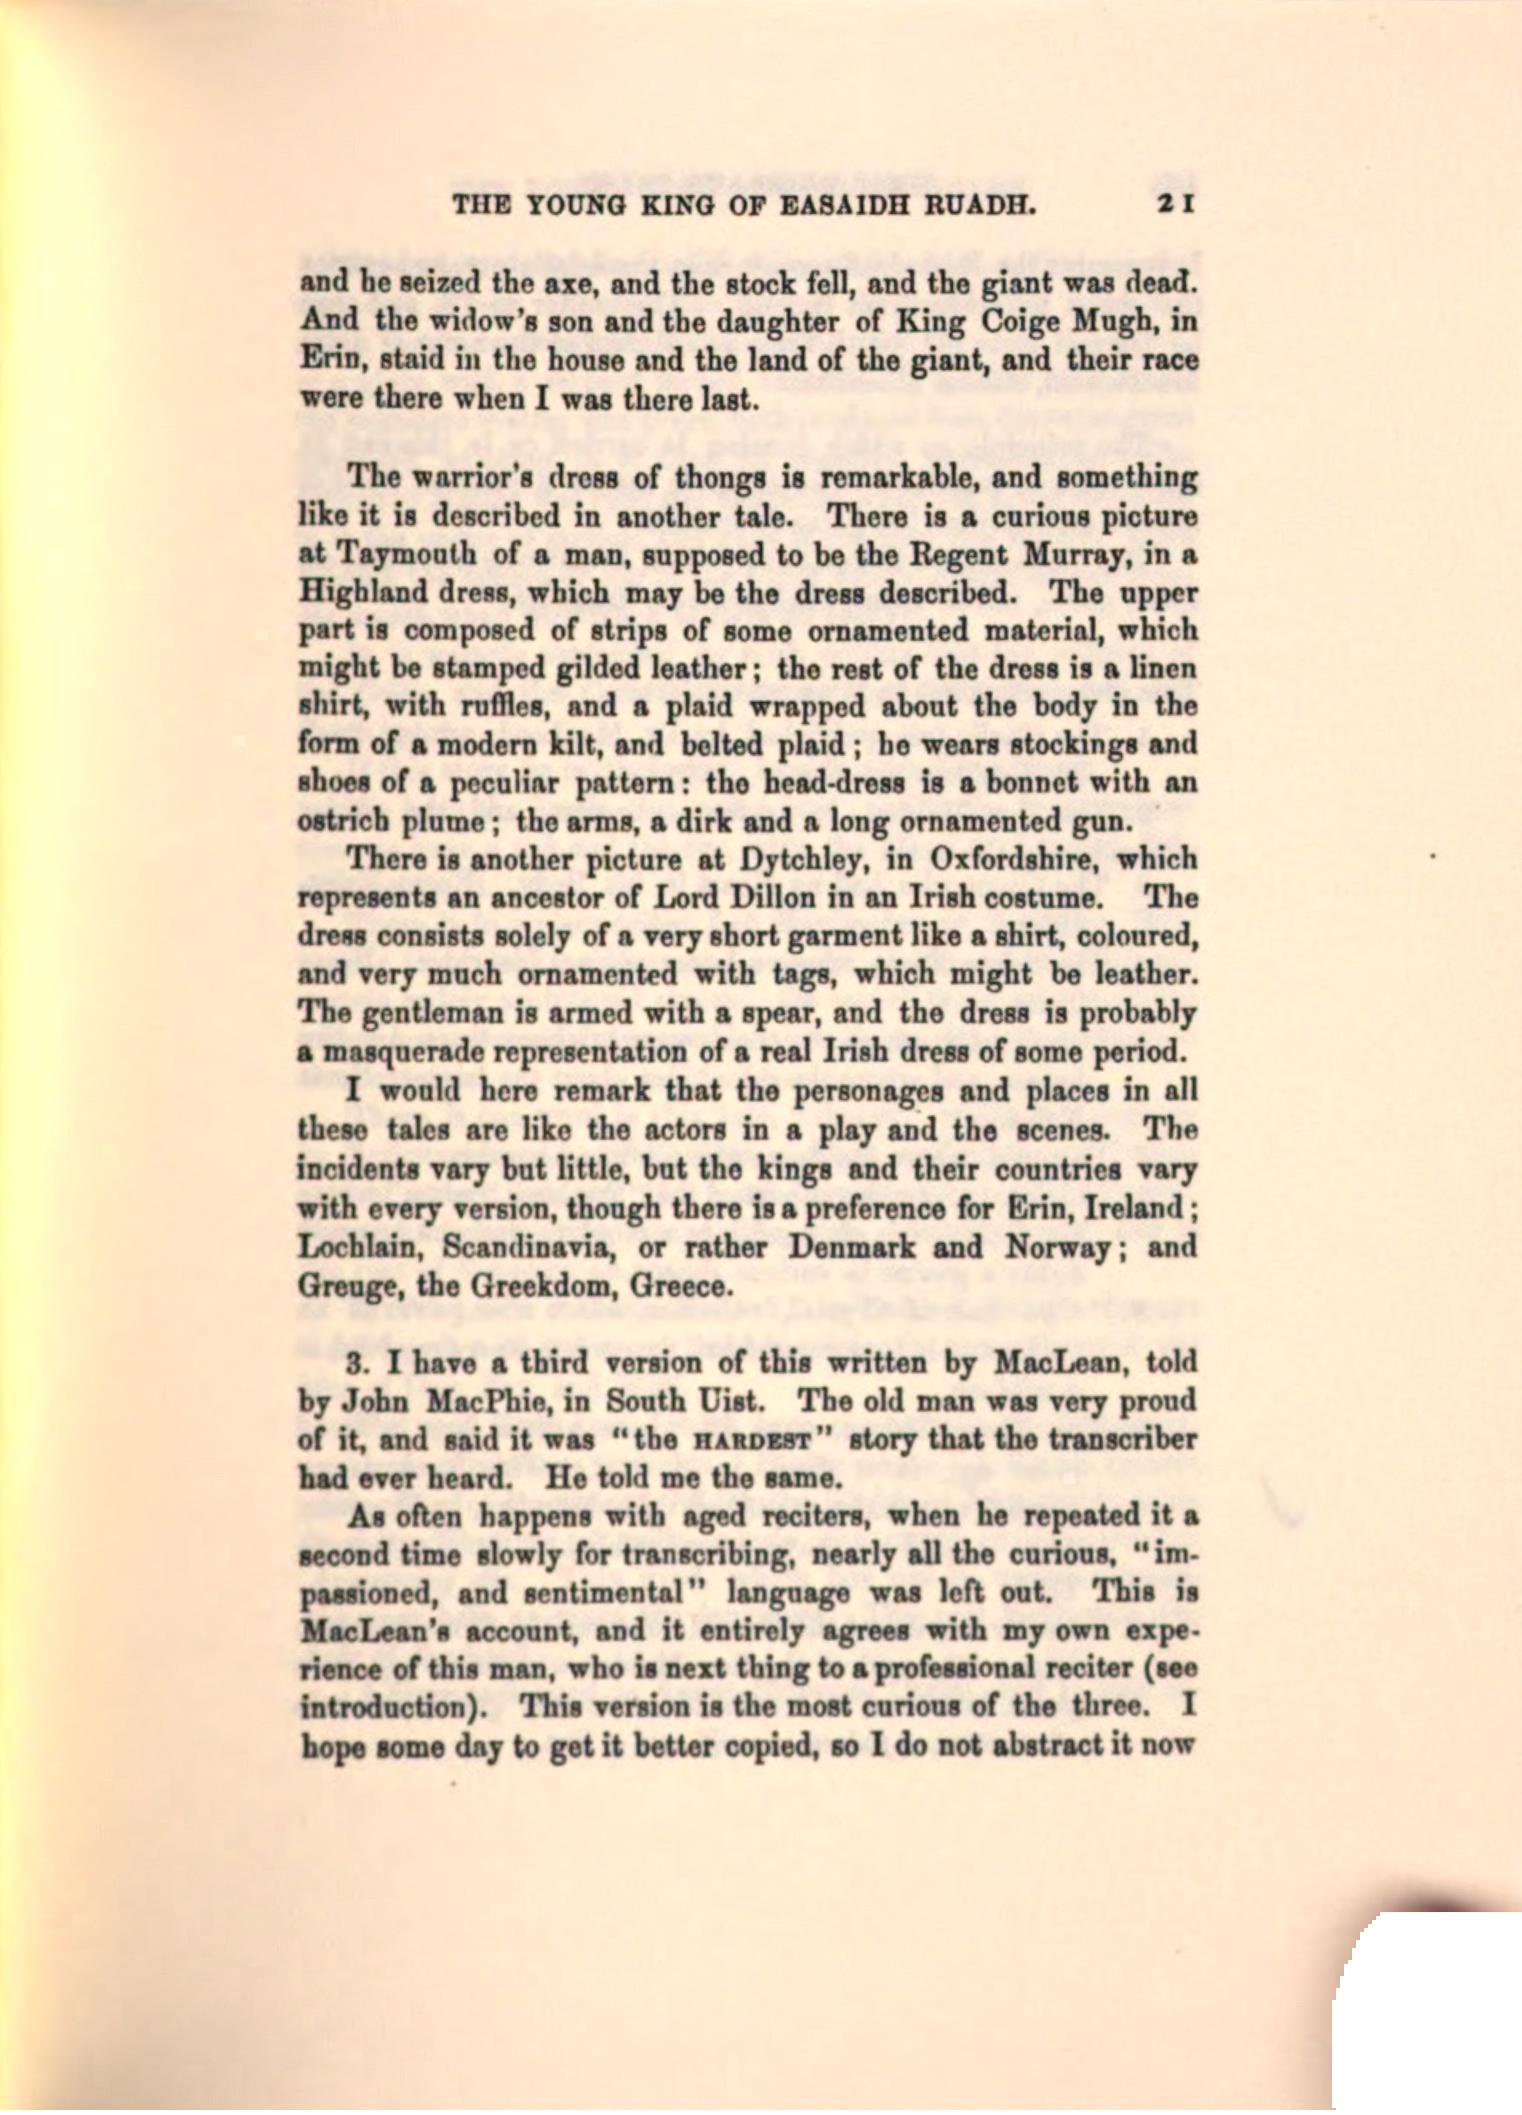 THE YOUNG KING OF EASAIDH RUADH. 21
and he seized the axe, and the stock fell, and the giant was dead.
And the widow's son and the daughter of King Coige Mugh, in
Erin, staid in the house and the land of the giant, and their race
were there when I was there last.
The warrior's dress of thongs is remarkable, and something
like it is described in another tale. There is a curious picture
at Taymouth of a man, supposed to be the Regent Murray, in a
Highland dress, which may be the dress described. The upper
part is composed of strips of some ornamented material, which
might be stamped gilded leather; the rest of the dress is a linen
shirt, with ruffles, and a plaid wrapped about the body in the
form of a modern kilt, and belted plaid; he wears stockings and
shoes of a peculiar pattern: the head-dress is a bonnet with an
ostrich plume; the arms, a dirk and a long ornamented gun.
There is another picture at Dytchley, in Oxfordshire, which
represents an ancestor of Lord Dillon in an Irish costume. The
dress consists solely of a very short garment like a shirt, coloured,
and very much ornamented with tags, which might be leather.
The gentleman is armed with a spear, and the dress is probably
a masquerade representation of a real Irish dress of some period.
I would here remark that the personages and places in all
these tales are like the actors in a play and the scenes. The
incidents vary but little, but the kings and their countries vary
with every version, though there is a preference for Erin, Ireland;
Lochlain, Scandinavia, or rather Denmark and Norway; and
Greuge, the Greekdom, Greece.
3. I have a third version of this written by MacLean, told
by John MacPhie, in South Uist. The old man was very proud
of it, and said it was "the HARDEST" story that the transcriber
had ever heard. He told me the same.
As often happens with aged reciters, when he repeated it a
second time slowly for transcribing, nearly all the curious, "im-
passioned, and sentimental" language was left out. This is
MacLean's account, and it entirely agrees with my own expe-
rience of this man, who is next thing to a professional reciter (see
introduction). This version is the most curious of the three. I
hope some day to get it better copied, so I do not abstract it now